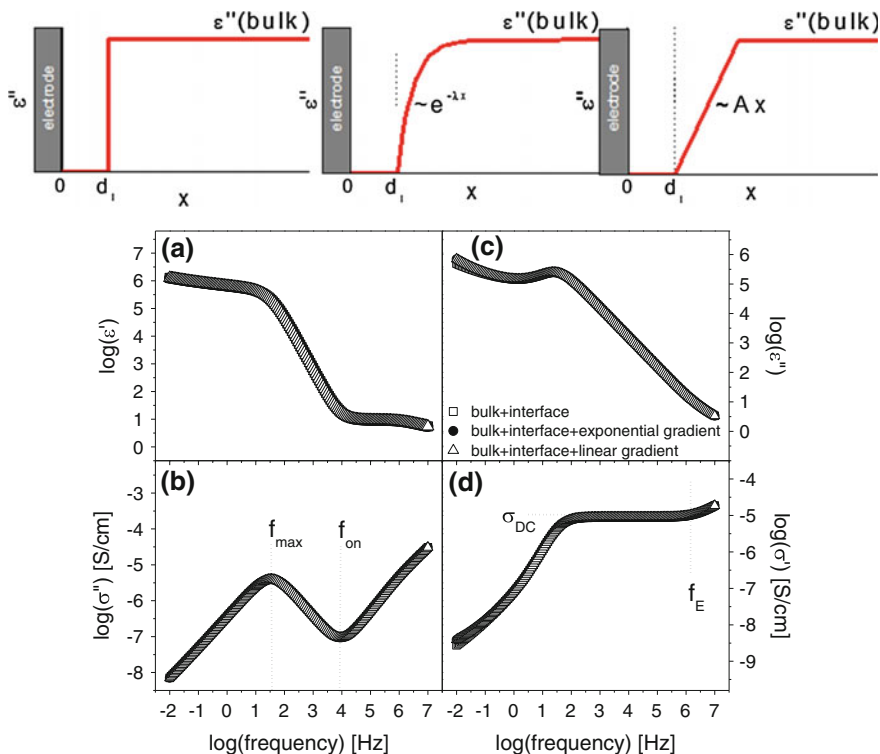 ε''(bulk) ε''(bulk) ε''(bulk)
ε'' electrode ε'' electrode ~ e^-λx ε'' electrode ~ A x
0 d_I x 0 d_I x 0 d_I x
(a) (c)
7
6
5
4
3
2
1
0
log(ε')
6
5
4
3
2
1
0
log(ε'')
□ bulk+interface
● bulk+interface+exponential gradient
△ bulk+interface+linear gradient
(b) (d)
-3
-4
-5
-6
-7
-8
log(σ'') [S/cm]
f_max f_on
σ_DC
f_E
-4
-5
-6
-7
-8
-9
log(σ') [S/cm]
-2 -1 0 1 2 3 4 5 6 7 -2 -1 0 1 2 3 4 5 6 7
log(frequency) [Hz] log(frequency) [Hz]